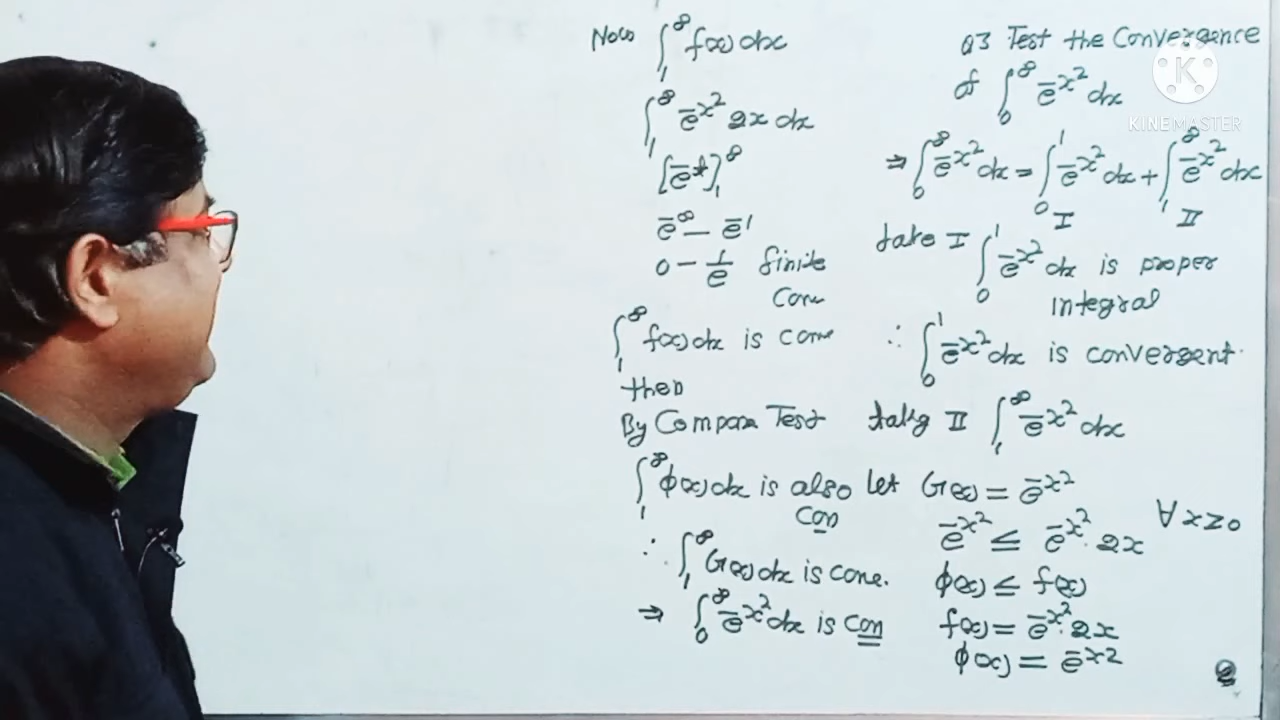 Q3 Test the Convergence
of ∫₀^∞ e^-x² dx
⇒ ∫₀^∞ e^-x² dx = ∫₀¹ e^-x² dx + ∫₁^∞ e^-x² dx
I II
take I ∫₀¹ e^-x² dx is proper
integral
∴ ∫₀¹ e^-x² dx is convergent.
takg II ∫₁^∞ e^-x² dx
let G(x) = e^-x²
e^-x² ≤ e^-x². 2x ∀ x ≥ 0
ϕ(x) ≤ f(x)
f(x) = e^-x². 2x
ϕ(x) = e^-x2
Now ∫₁^∞ f(x) dx
∫₁^∞ e^-x² 2x dx
[e^-t]₁^∞
e^-∞ - e^-1
0 - 1/e finite
Con
∫₁^∞ f(x) dx is conv
then
By Compare Test
∫₁^∞ ϕ(x) dx is also
con
∴ ∫₁^∞ G(x) dx is conv.
⇒ ∫₀^∞ e^-x² dx is con
K
KINEMASTER